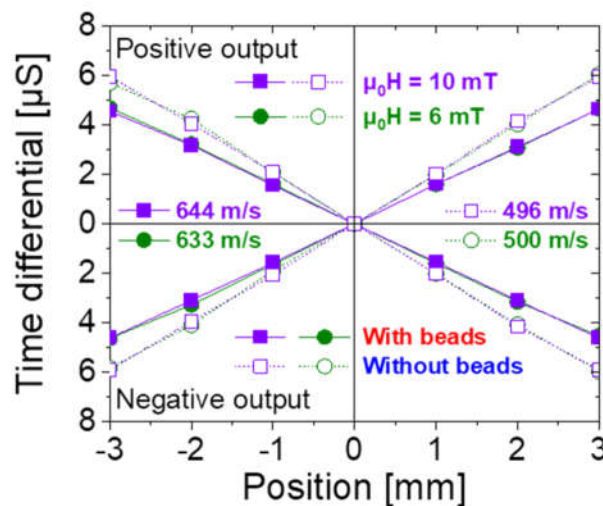 8
Positive output
6
μ₀H = 10 mT
μ₀H = 6 mT
4
2
0
644 m/s
496 m/s
633 m/s
500 m/s
2
4
With beads
6
Without beads
8
Negative output
-3 -2 -1 0 1 2 3
Position [mm]
Time differential [μS]